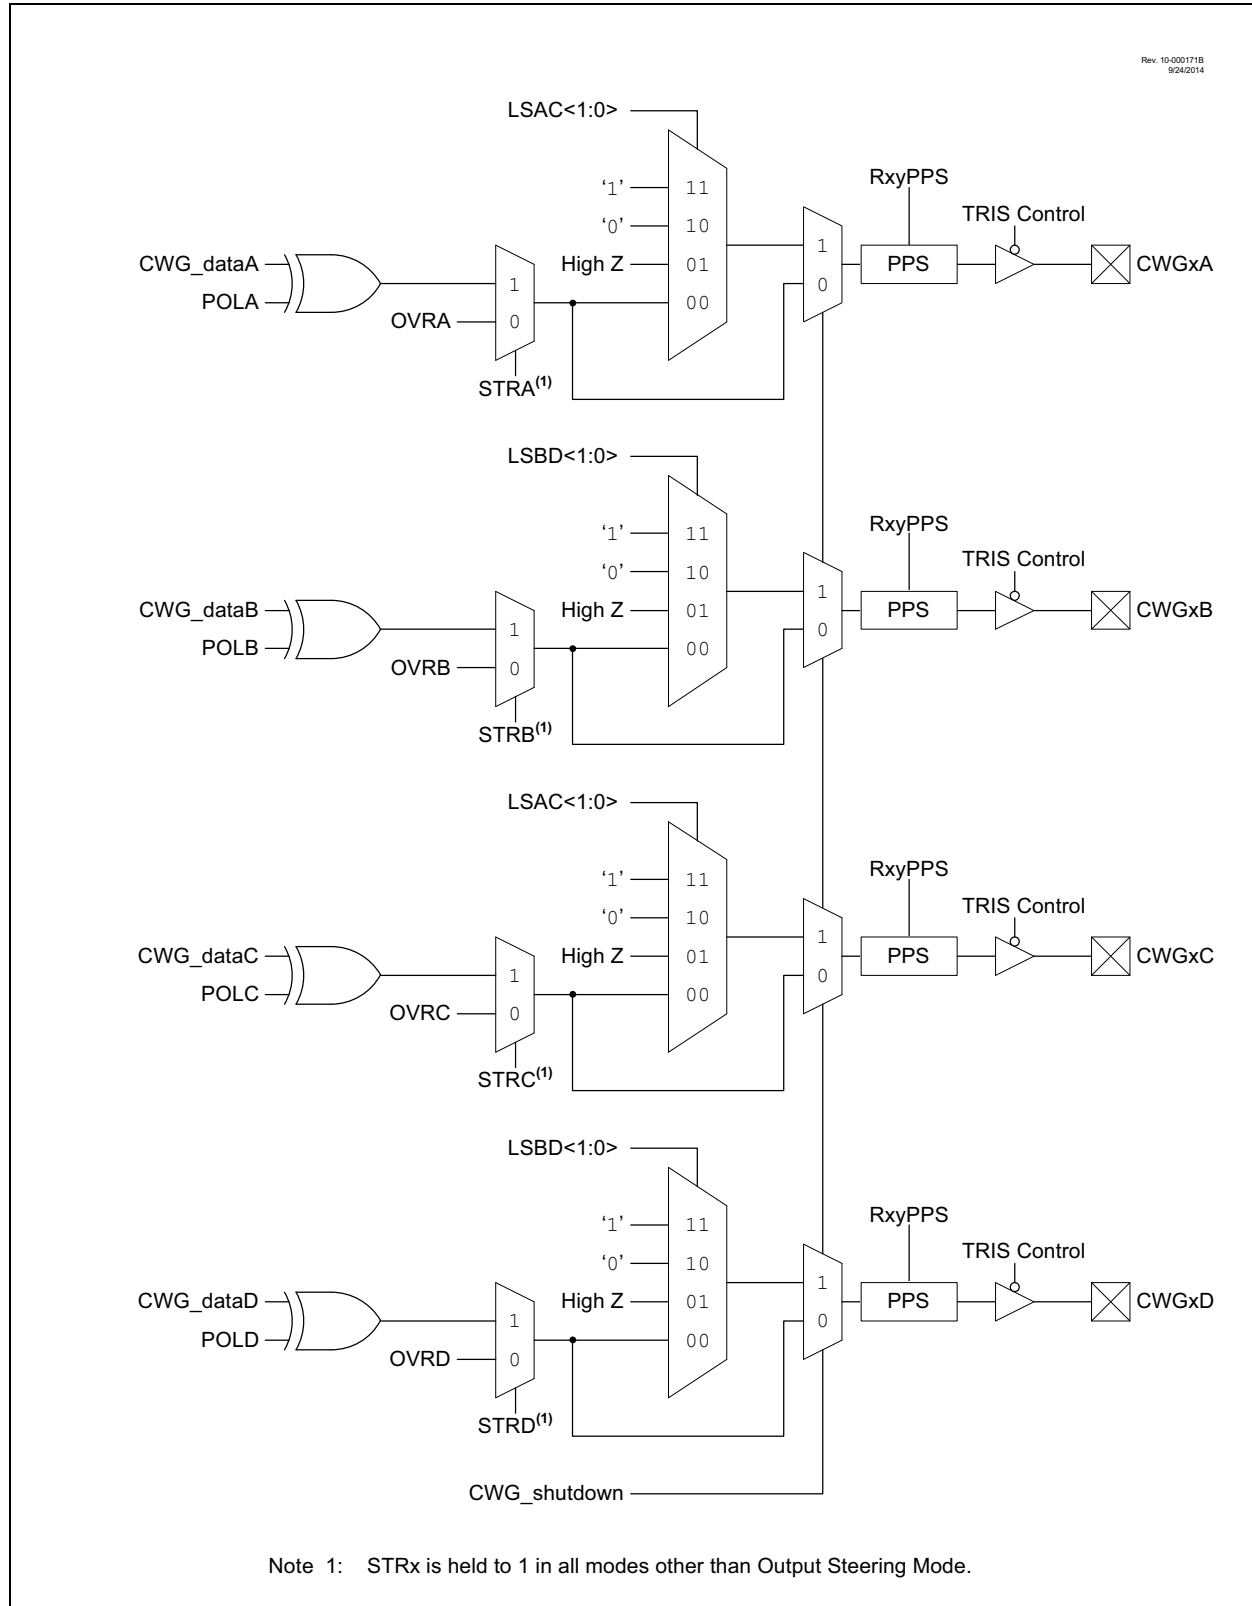 Rev. 10-000171B
9/24/2014
LSAC<1:0>
RxyPPS
‘1’ 11
TRIS Control
‘0’ 10
1
CWG_dataA
High Z 01
PPS
CWGxA
1
0
POLA
00
OVRA 0
STRA(1)
LSBD<1:0>
RxyPPS
‘1’ 11
TRIS Control
‘0’ 10
1
CWG_dataB
High Z 01
PPS
CWGxB
1
0
POLB
00
OVRB 0
STRB(1)
LSAC<1:0>
RxyPPS
‘1’ 11
TRIS Control
‘0’ 10
1
CWG_dataC
High Z 01
PPS
CWGxC
1
0
POLC
00
OVRC 0
STRC(1)
LSBD<1:0>
RxyPPS
‘1’ 11
TRIS Control
‘0’ 10
1
CWG_dataD
High Z 01
PPS
CWGxD
1
0
POLD
00
OVRD 0
STRD(1)
CWG_shutdown
Note 1: STRx is held to 1 in all modes other than Output Steering Mode.